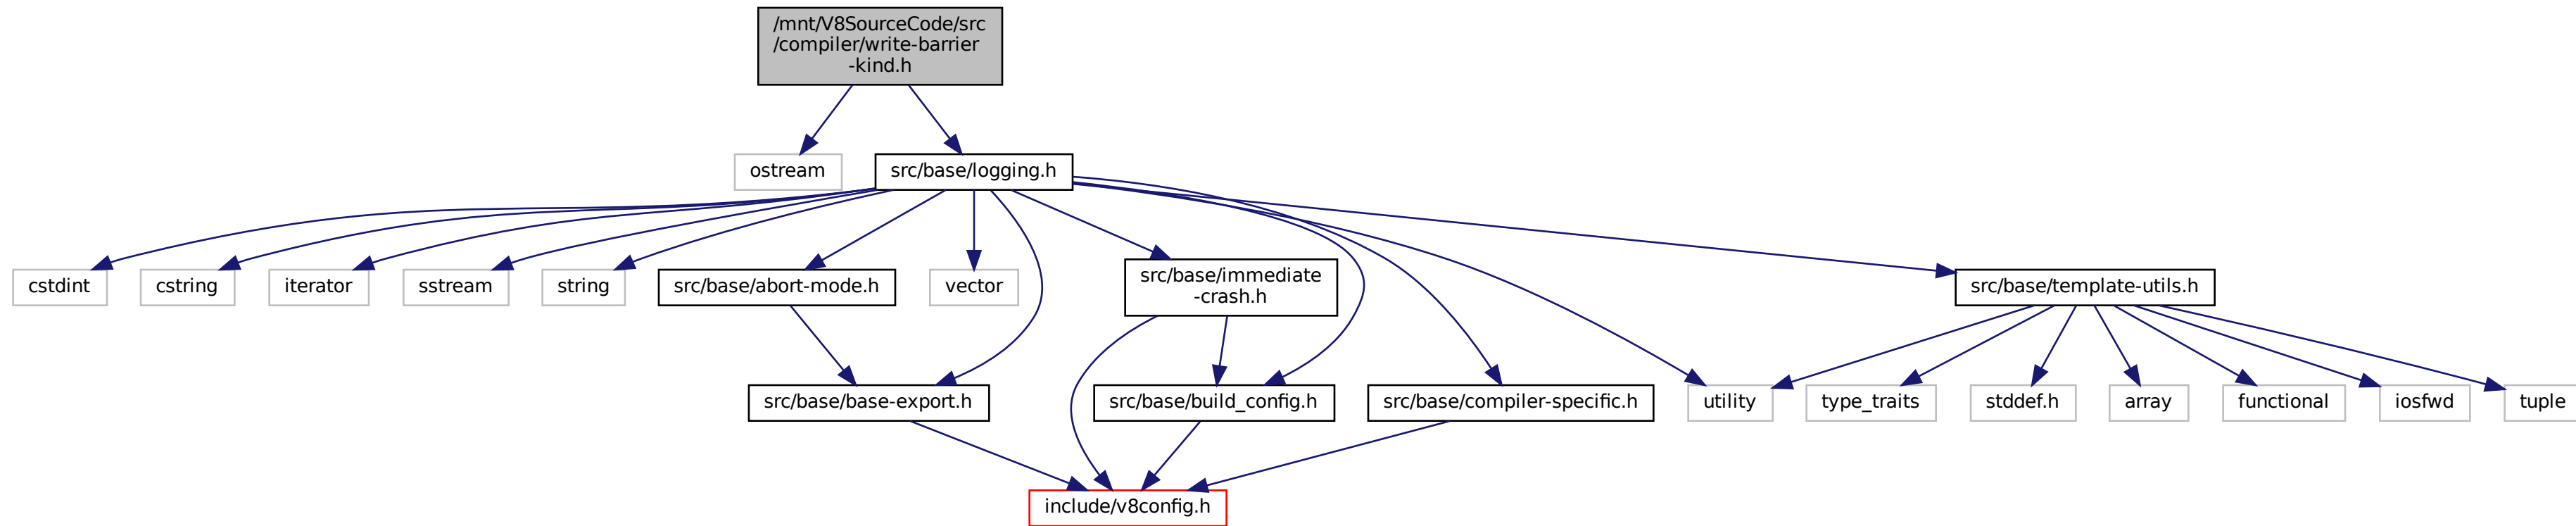 /mnt/V8SourceCode/src
/compiler/write-barrier
-kind.h
ostream
src/base/logging.h
cstdint
cstring
iterator
sstream
string
src/base/abort-mode.h
vector
src/base/immediate
-crash.h
src/base/template-utils.h
src/base/base-export.h
src/base/build_config.h
src/base/compiler-specific.h
utility
type_traits
stddef.h
array
functional
iosfwd
tuple
include/v8config.h